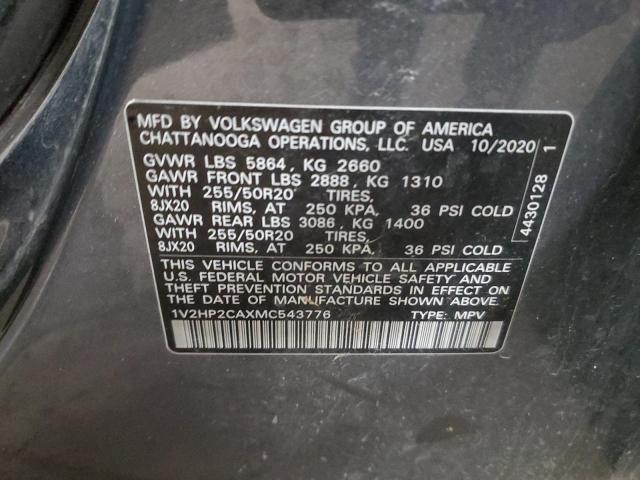 MFD BY VOLKSWAGEN GROUP OF AMERICA
CHATTANOOGA OPERATIONS, LLC. USA 10/2020
GVWR LBS 5864, KG 2660
GAWR FRONT LBS 2888, KG 1310
WITH 255/50R20 TIRES,
8JX20 RIMS, AT 250 KPA, 36 PSI COLD
GAWR REAR LBS 3086, KG 1400
WITH 255/50R20 TIRES,
8JX20 RIMS, AT 250 KPA, 36 PSI COLD
THIS VEHICLE CONFORMS TO ALL APPLICABLE
U.S. FEDERAL MOTOR VEHICLE SAFETY AND
THEFT PREVENTION STANDARDS IN EFFECT ON
THE DATE OF MANUFACTURE SHOWN ABOVE.
1V2HP2CAXMC543776 TYPE: MPV
4430128 1